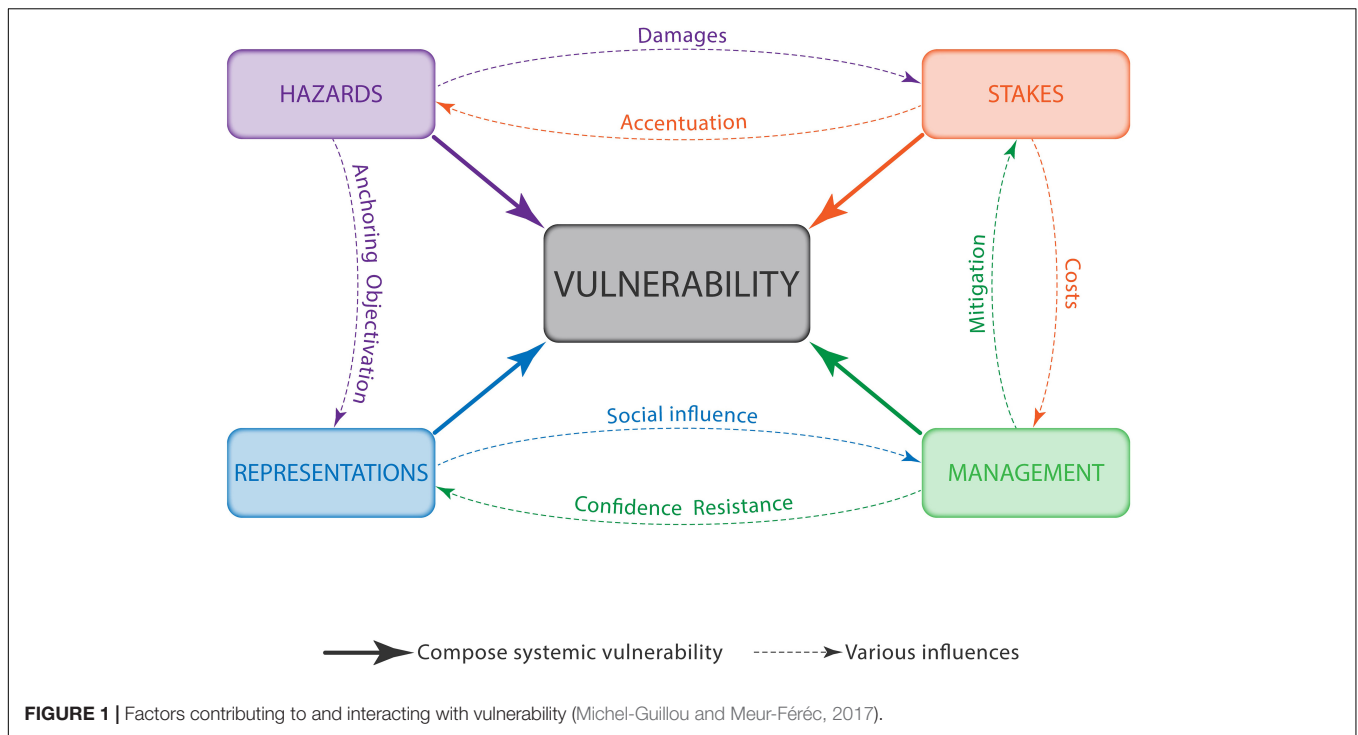 Damages
HAZARDS
STAKES
Accentuation
Anchoring Objectivation
VULNERABILITY
Mitigation
Costs
Social influence
REPRESENTATIONS
MANAGEMENT
Confidence Resistance
Compose systemic vulnerability
Various influences
FIGURE 1 | Factors contributing to and interacting with vulnerability (Michel-Guillou and Meur-Féréc, 2017).